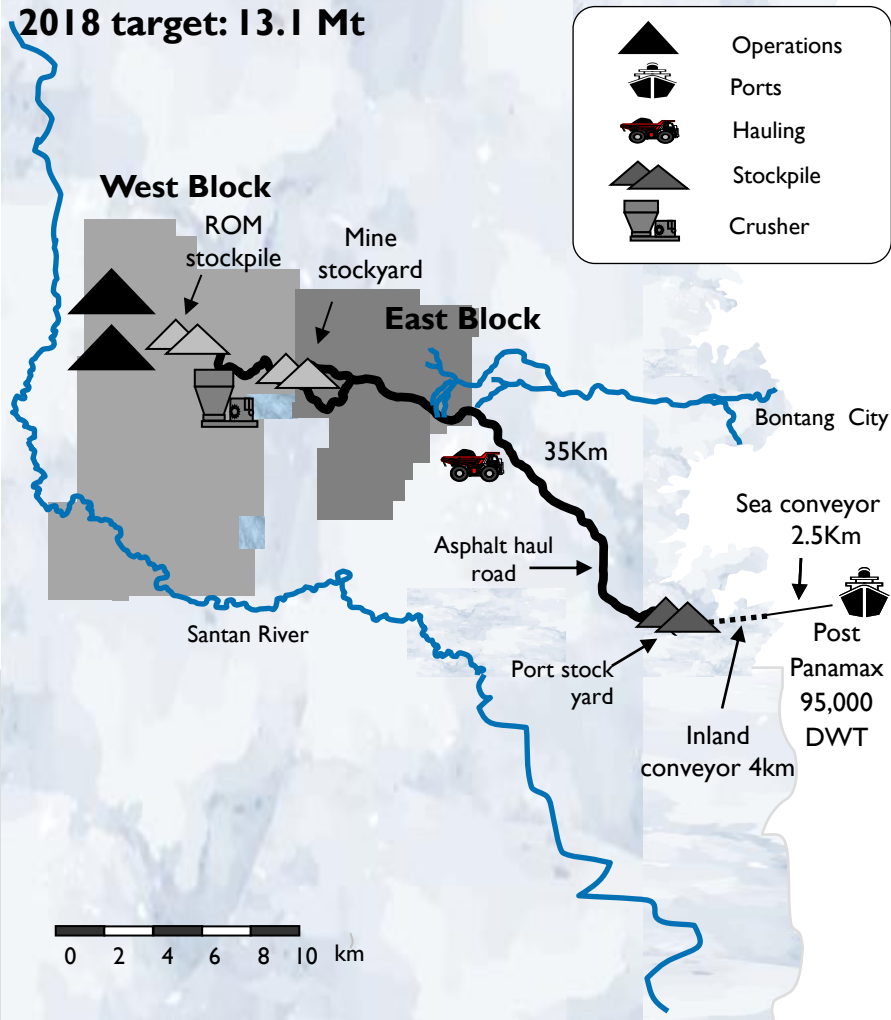 2018 target: 13.1 Mt
Operations
Ports
Hauling
Stockpile
Crusher
West Block
ROM
stockpile
Mine
stockyard
East Block
Bontang City
35Km
Sea conveyor
2.5Km
Asphalt haul
road
Santan River
Port stock
yard
Post
Panamax
95,000
DWT
Inland
conveyor 4km
0 2 4 6 8 10 km